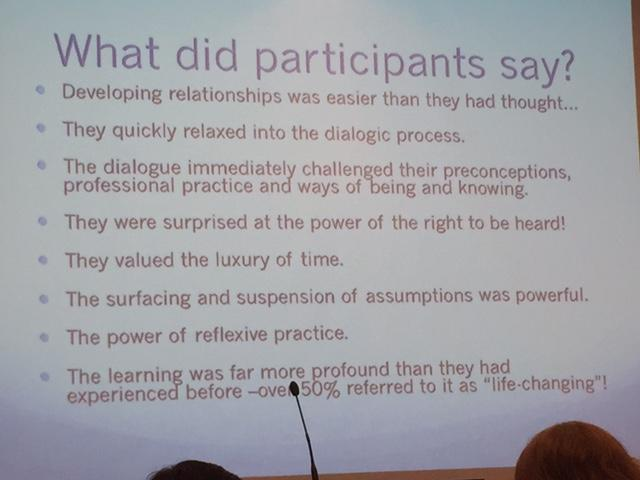 What did participants say?
Developing relationships was easier than they had thought...
They quickly relaxed into the dialogic process.
The dialogue immediately challenged their preconceptions,
professional practice and ways of being and knowing.
They were surprised at the power of the right to be heard!
They valued the luxury of time.
The surfacing and suspension of assumptions was powerful.
The power of reflexive practice.
The learning was far more profound than they had
experienced before –over 50% referred to it as “life-changing”!